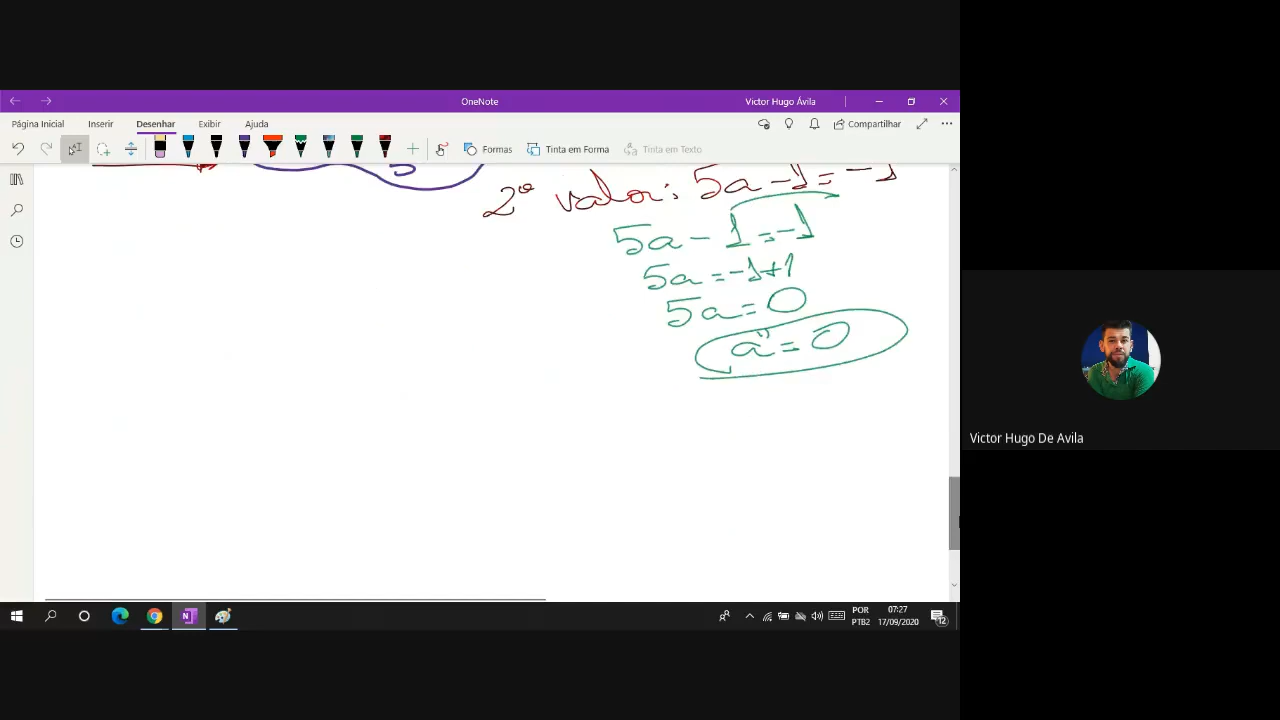 OneNote
Victor Hugo Ávila
Página Inicial Inserir Desenhar Exibir Ajuda
Compartilhar
Formas Tinta em Forma Tinta em Texto
2º valor: 5a - 1 = -1
5a - 1 = -1
5a = -1+1
5a = 0
a" = 0
Victor Hugo De Avila
POR
PTB2
07:27
17/09/2020
12